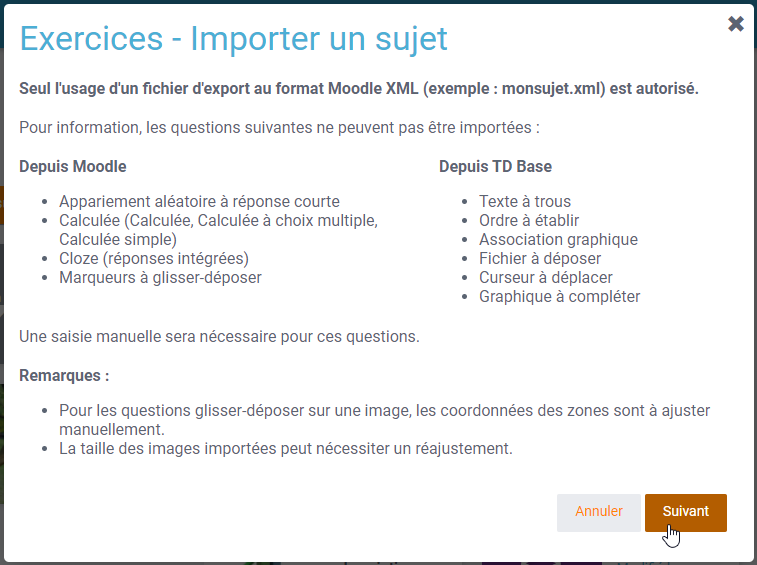 Exercices - Importer un sujet
Seul l'usage d'un fichier d'export au format Moodle XML (exemple : monsujet.xml) est autorisé.
Pour information, les questions suivantes ne peuvent pas être importées :
Depuis Moodle
Appariement aléatoire à réponse courte
Calculée (Calculée, Calculée à choix multiple,
Calculée simple)
Cloze (réponses intégrées)
Marqueurs à glisser-déposer
Depuis TD Base
Texte à trous
Ordre à établir
Association graphique
Fichier à déposer
Curseur à déplacer
Graphique à compléter
Une saisie manuelle sera nécessaire pour ces questions.
Remarques :
Pour les questions glisser-déposer sur une image, les coordonnées des zones sont à ajuster
manuellement.
La taille des images importées peut nécessiter un réajustement.
Annuler
Suivant